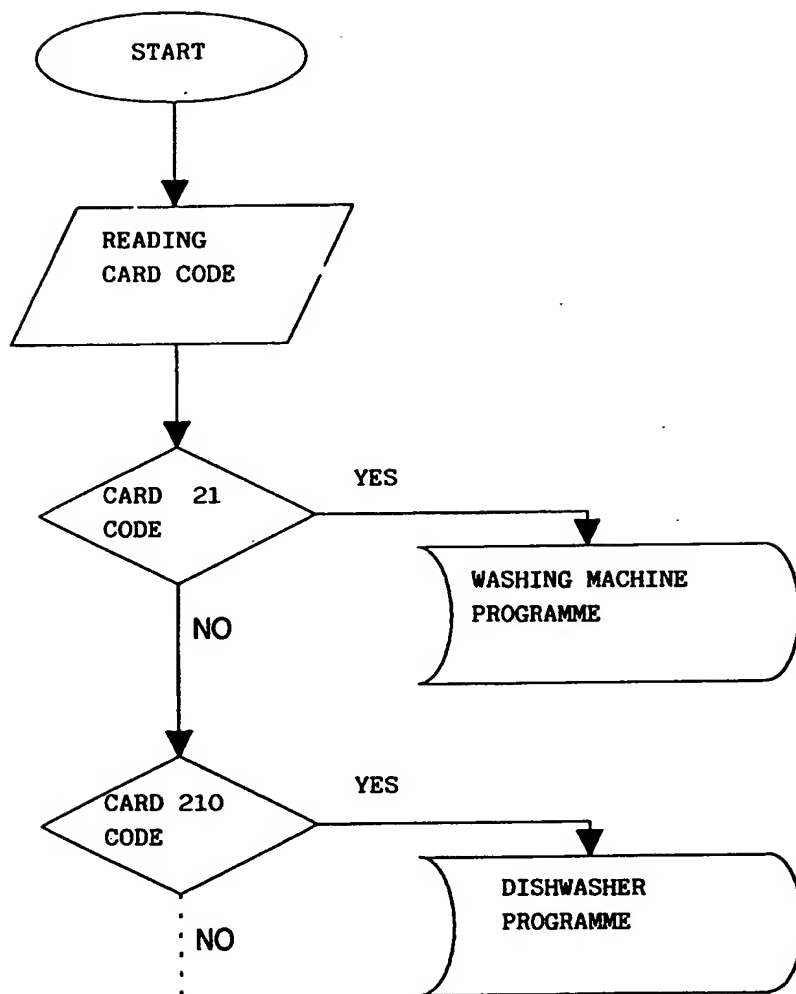 START
READING
CARD CODE
CARD 21
CODE
YES
WASHING MACHINE
PROGRAMME
NO
CARD 210
CODE
YES
DISHWASHER
PROGRAMME
NO